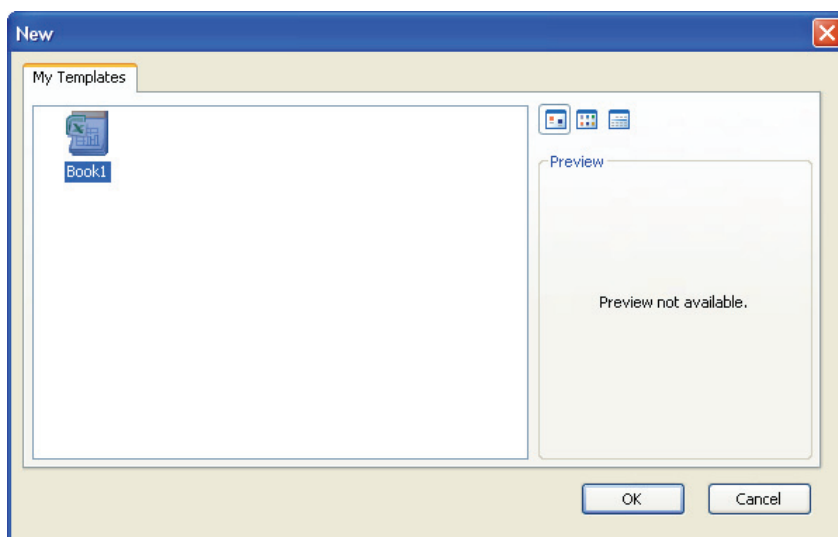 New
My Templates
Book1
Preview
Preview not available.
OK
Cancel